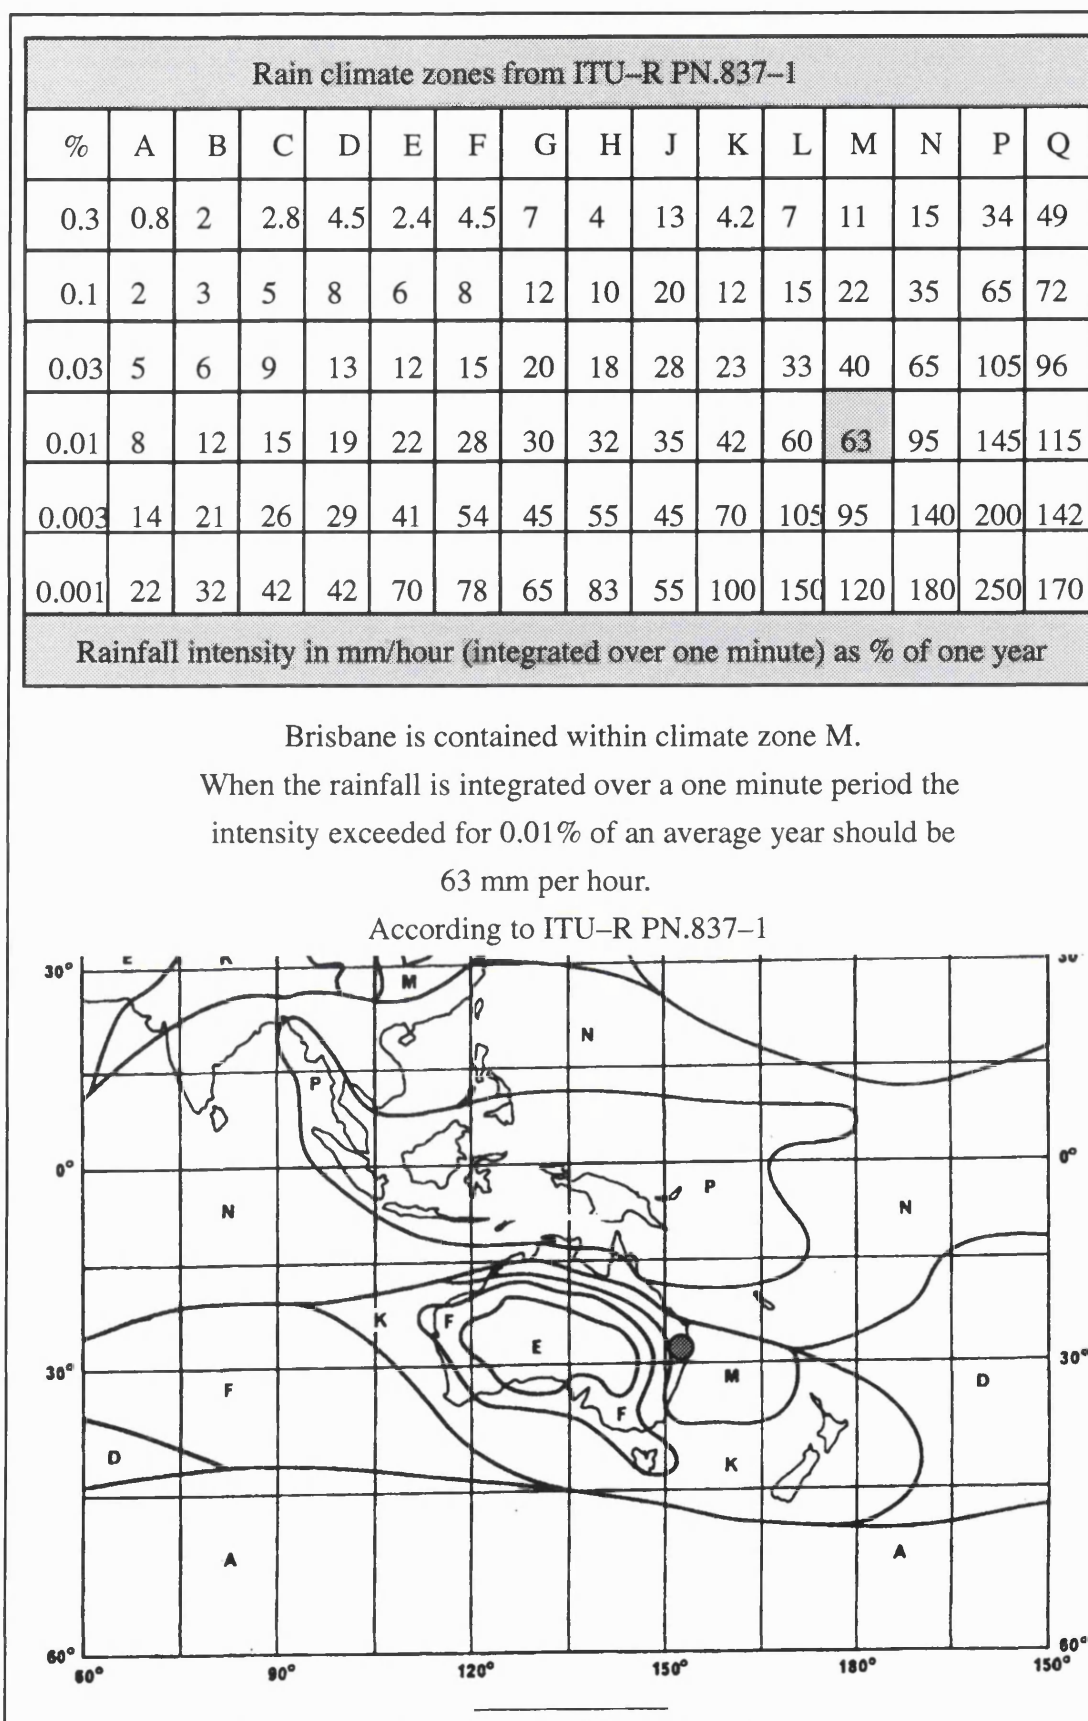 Rain climate zones from ITU–R PN.837–1
% A B C D E F G H J K L M N P Q
0.3 0.8 2 2.8 4.5 2.4 4.5 7 4 13 4.2 7 11 15 34 49
0.1 2 3 5 8 6 8 12 10 20 12 15 22 35 65 72
0.03 5 6 9 13 12 15 20 18 28 23 33 40 65 105 96
0.01 8 12 15 19 22 28 30 32 35 42 60 63 95 145 115
0.003 14 21 26 29 41 54 45 55 45 70 105 95 140 200 142
0.001 22 32 42 42 70 78 65 83 55 100 150 120 180 250 170
Rainfall intensity in mm/hour (integrated over one minute) as % of one year
Brisbane is contained within climate zone M.
When the rainfall is integrated over a one minute period the
intensity exceeded for 0.01% of an average year should be
63 mm per hour.
According to ITU–R PN.837–1
30° E K M 30°
N
P
0° 0°
P
N N
K F E
30° M 30°
F D
F
D K
A A
60° 60°
60° 90° 120° 150° 180° 150°